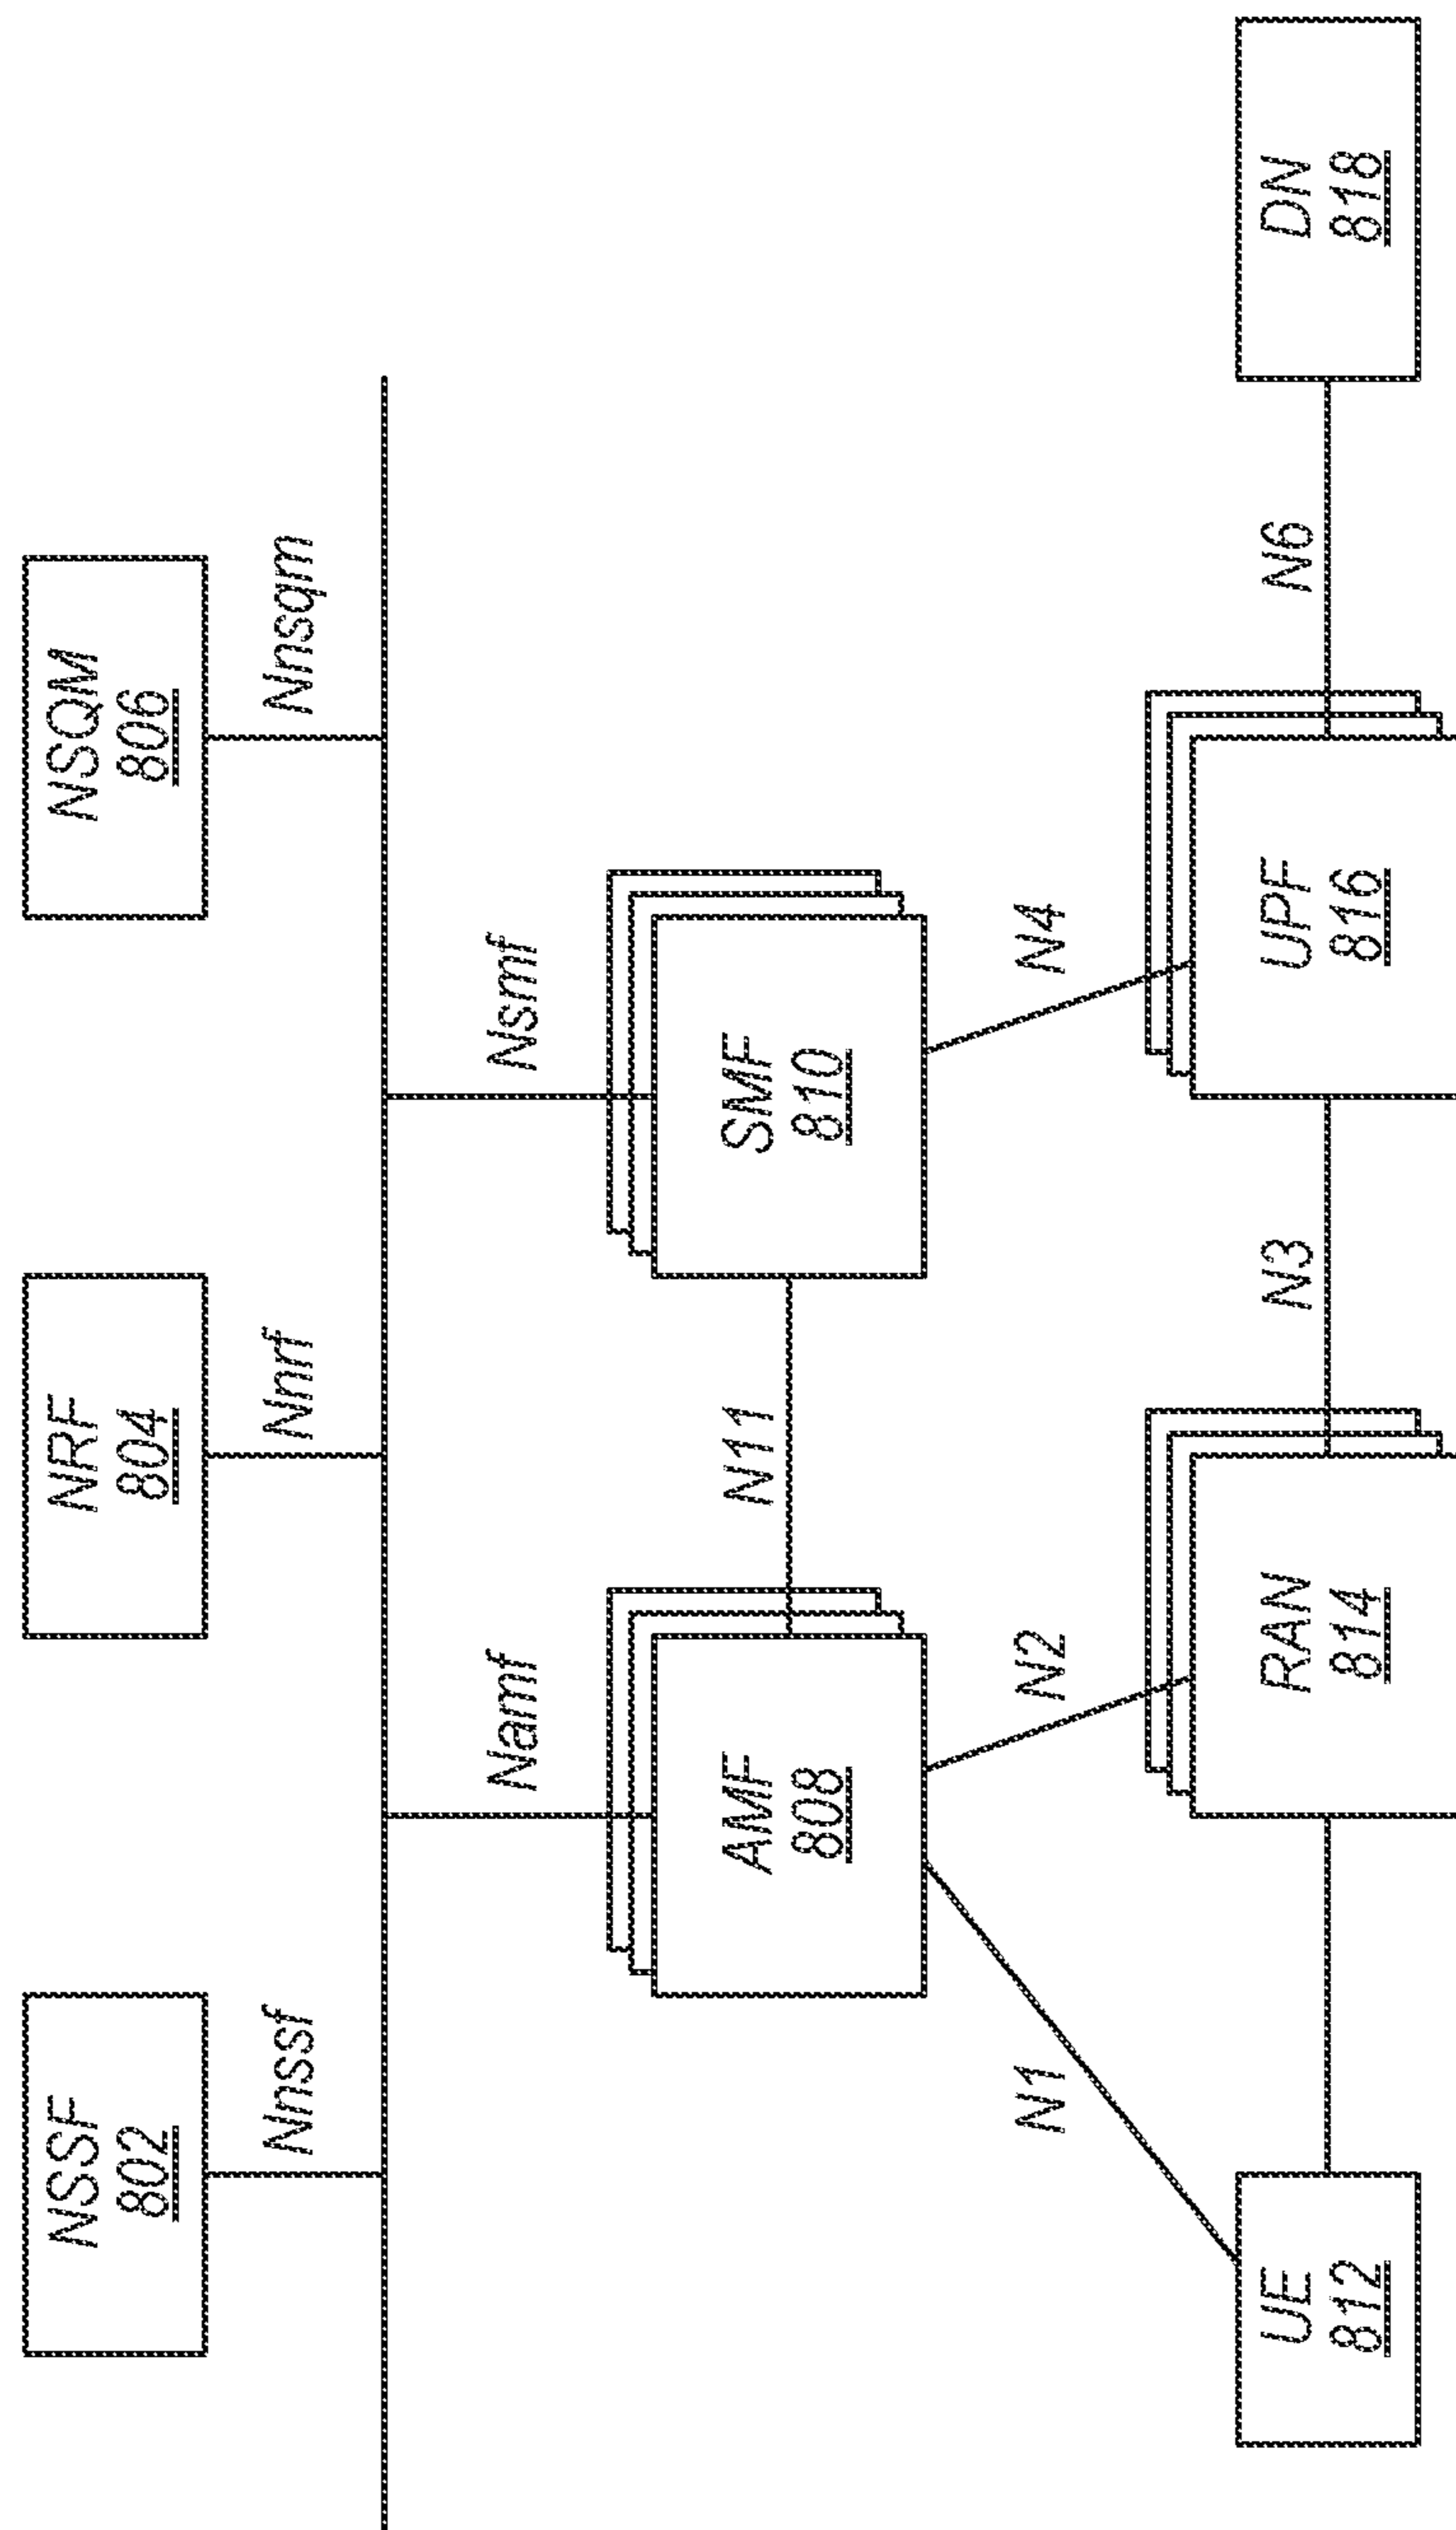 NSSF
802
NRF
804
NSQM
806
Nnssf
Nnrf
Nnsqm
Namf
Nsmf
AMF
808
N11
SMF
810
N1
N2
N4
UE
812
RAN
814
N3
UPF
816
N6
DN
818